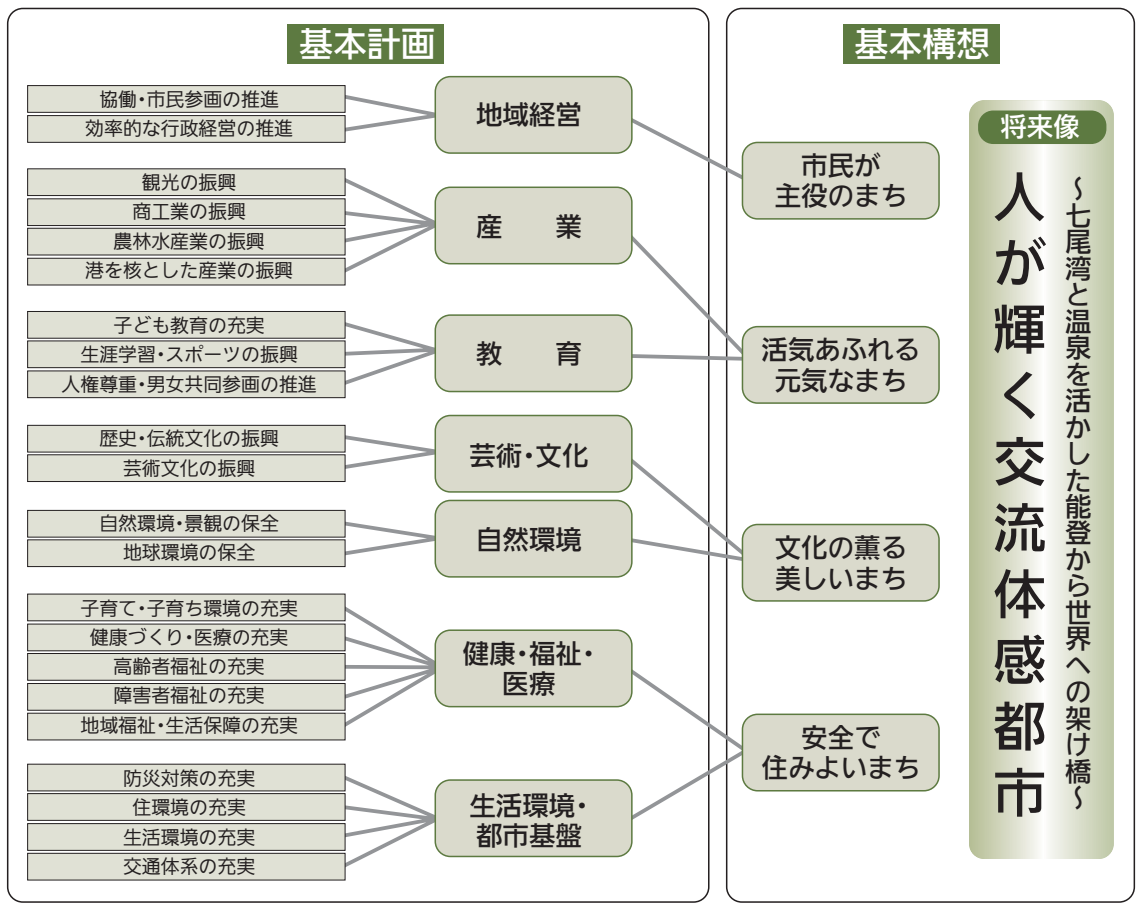 基本計画
協働・市民参画の推進
効率的な行政経営の推進
地域経営
観光の振興
商工業の振興
農林水産業の振興
港を核とした産業の振興
産　業
子ども教育の充実
生涯学習・スポーツの振興
人権尊重・男女共同参画の推進
教　育
歴史・伝統文化の振興
芸術文化の振興
芸術・文化
自然環境・景観の保全
地球環境の保全
自然環境
子育て・子育ち環境の充実
健康づくり・医療の充実
高齢者福祉の充実
障害者福祉の充実
地域福祉・生活保障の充実
健康・福祉・
医療
防災対策の充実
住環境の充実
生活環境の充実
交通体系の充実
生活環境・
都市基盤
基本構想
市民が
主役のまち
活気あふれる
元気なまち
文化の薫る
美しいまち
安全で
住みよいまち
将来像
〜七尾湾と温泉を活かした能登から世界への架け橋〜
人が輝く交流体感都市